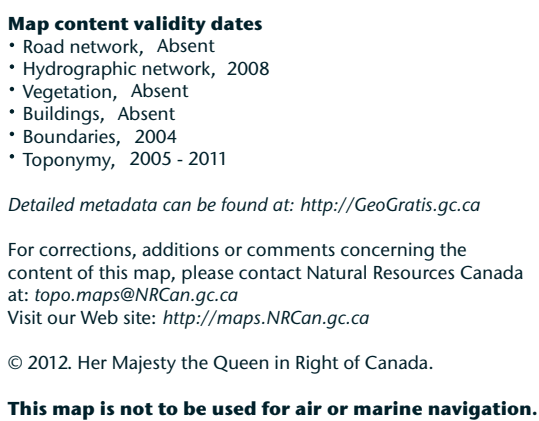 Map content validity dates
• Road network, Absent
• Hydrographic network, 2008
• Vegetation, Absent
• Buildings, Absent
• Boundaries, 2004
• Toponymy, 2005 - 2011
Detailed metadata can be found at: http://GeoGratis.gc.ca
For corrections, additions or comments concerning the
content of this map, please contact Natural Resources Canada
at: topo.maps@NRCan.gc.ca
Visit our Web site: http://maps.NRCan.gc.ca
© 2012. Her Majesty the Queen in Right of Canada.
This map is not to be used for air or marine navigation.